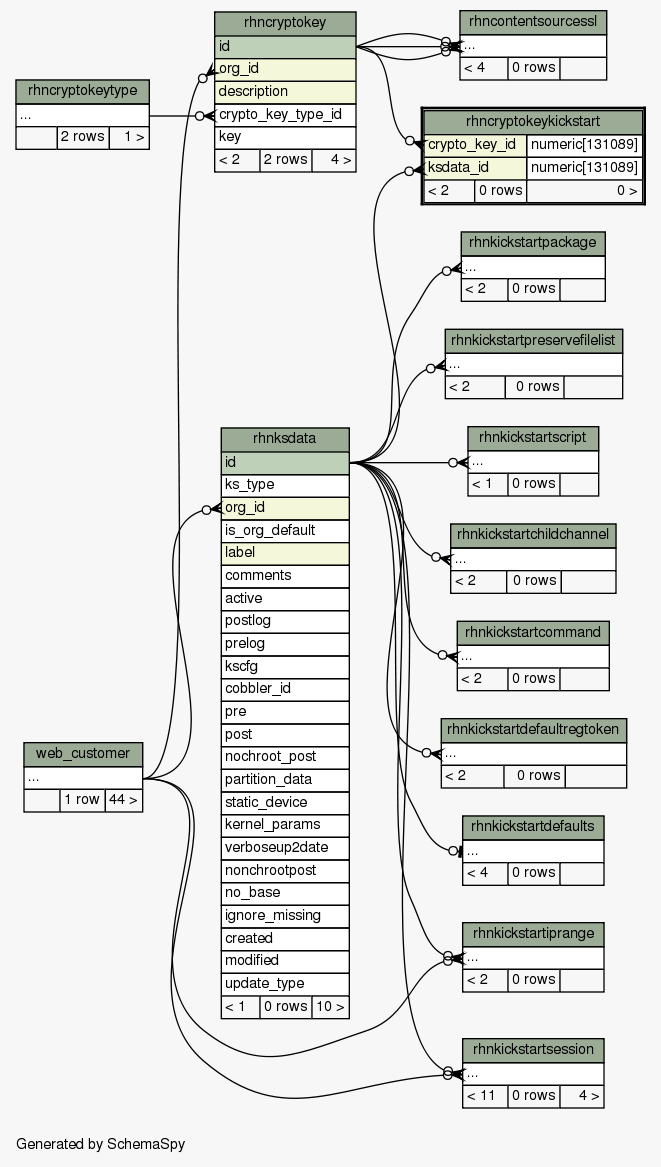 rhncryptokey
id
org_id
description
crypto_key_type_id
key
< 2 2 rows 4 >
rhncontentsourcessl
...
< 4 0 rows
rhncryptokeytype
...
2 rows 1 >
rhncryptokeykickstart
crypto_key_id numeric[131089]
ksdata_id numeric[131089]
< 2 0 rows 0 >
rhnkickstartpackage
...
< 2 0 rows
rhnkickstartpreservefilelist
...
< 2 0 rows
rhnksdata
id
ks_type
org_id
is_org_default
label
comments
active
postlog
prelog
kscfg
cobbler_id
pre
post
nochroot_post
partition_data
static_device
kernel_params
verboseup2date
nonchrootpost
no_base
ignore_missing
created
modified
update_type
< 1 0 rows 10 >
rhnkickstartscript
...
< 1 0 rows
rhnkickstartchildchannel
...
< 2 0 rows
rhnkickstartcommand
...
< 2 0 rows
rhnkickstartdefaultregtoken
...
< 2 0 rows
web_customer
...
1 row 44 >
rhnkickstartdefaults
...
< 4 0 rows
rhnkickstartiprange
...
< 2 0 rows
rhnkickstartsession
...
< 11 0 rows 4 >
Generated by SchemaSpy